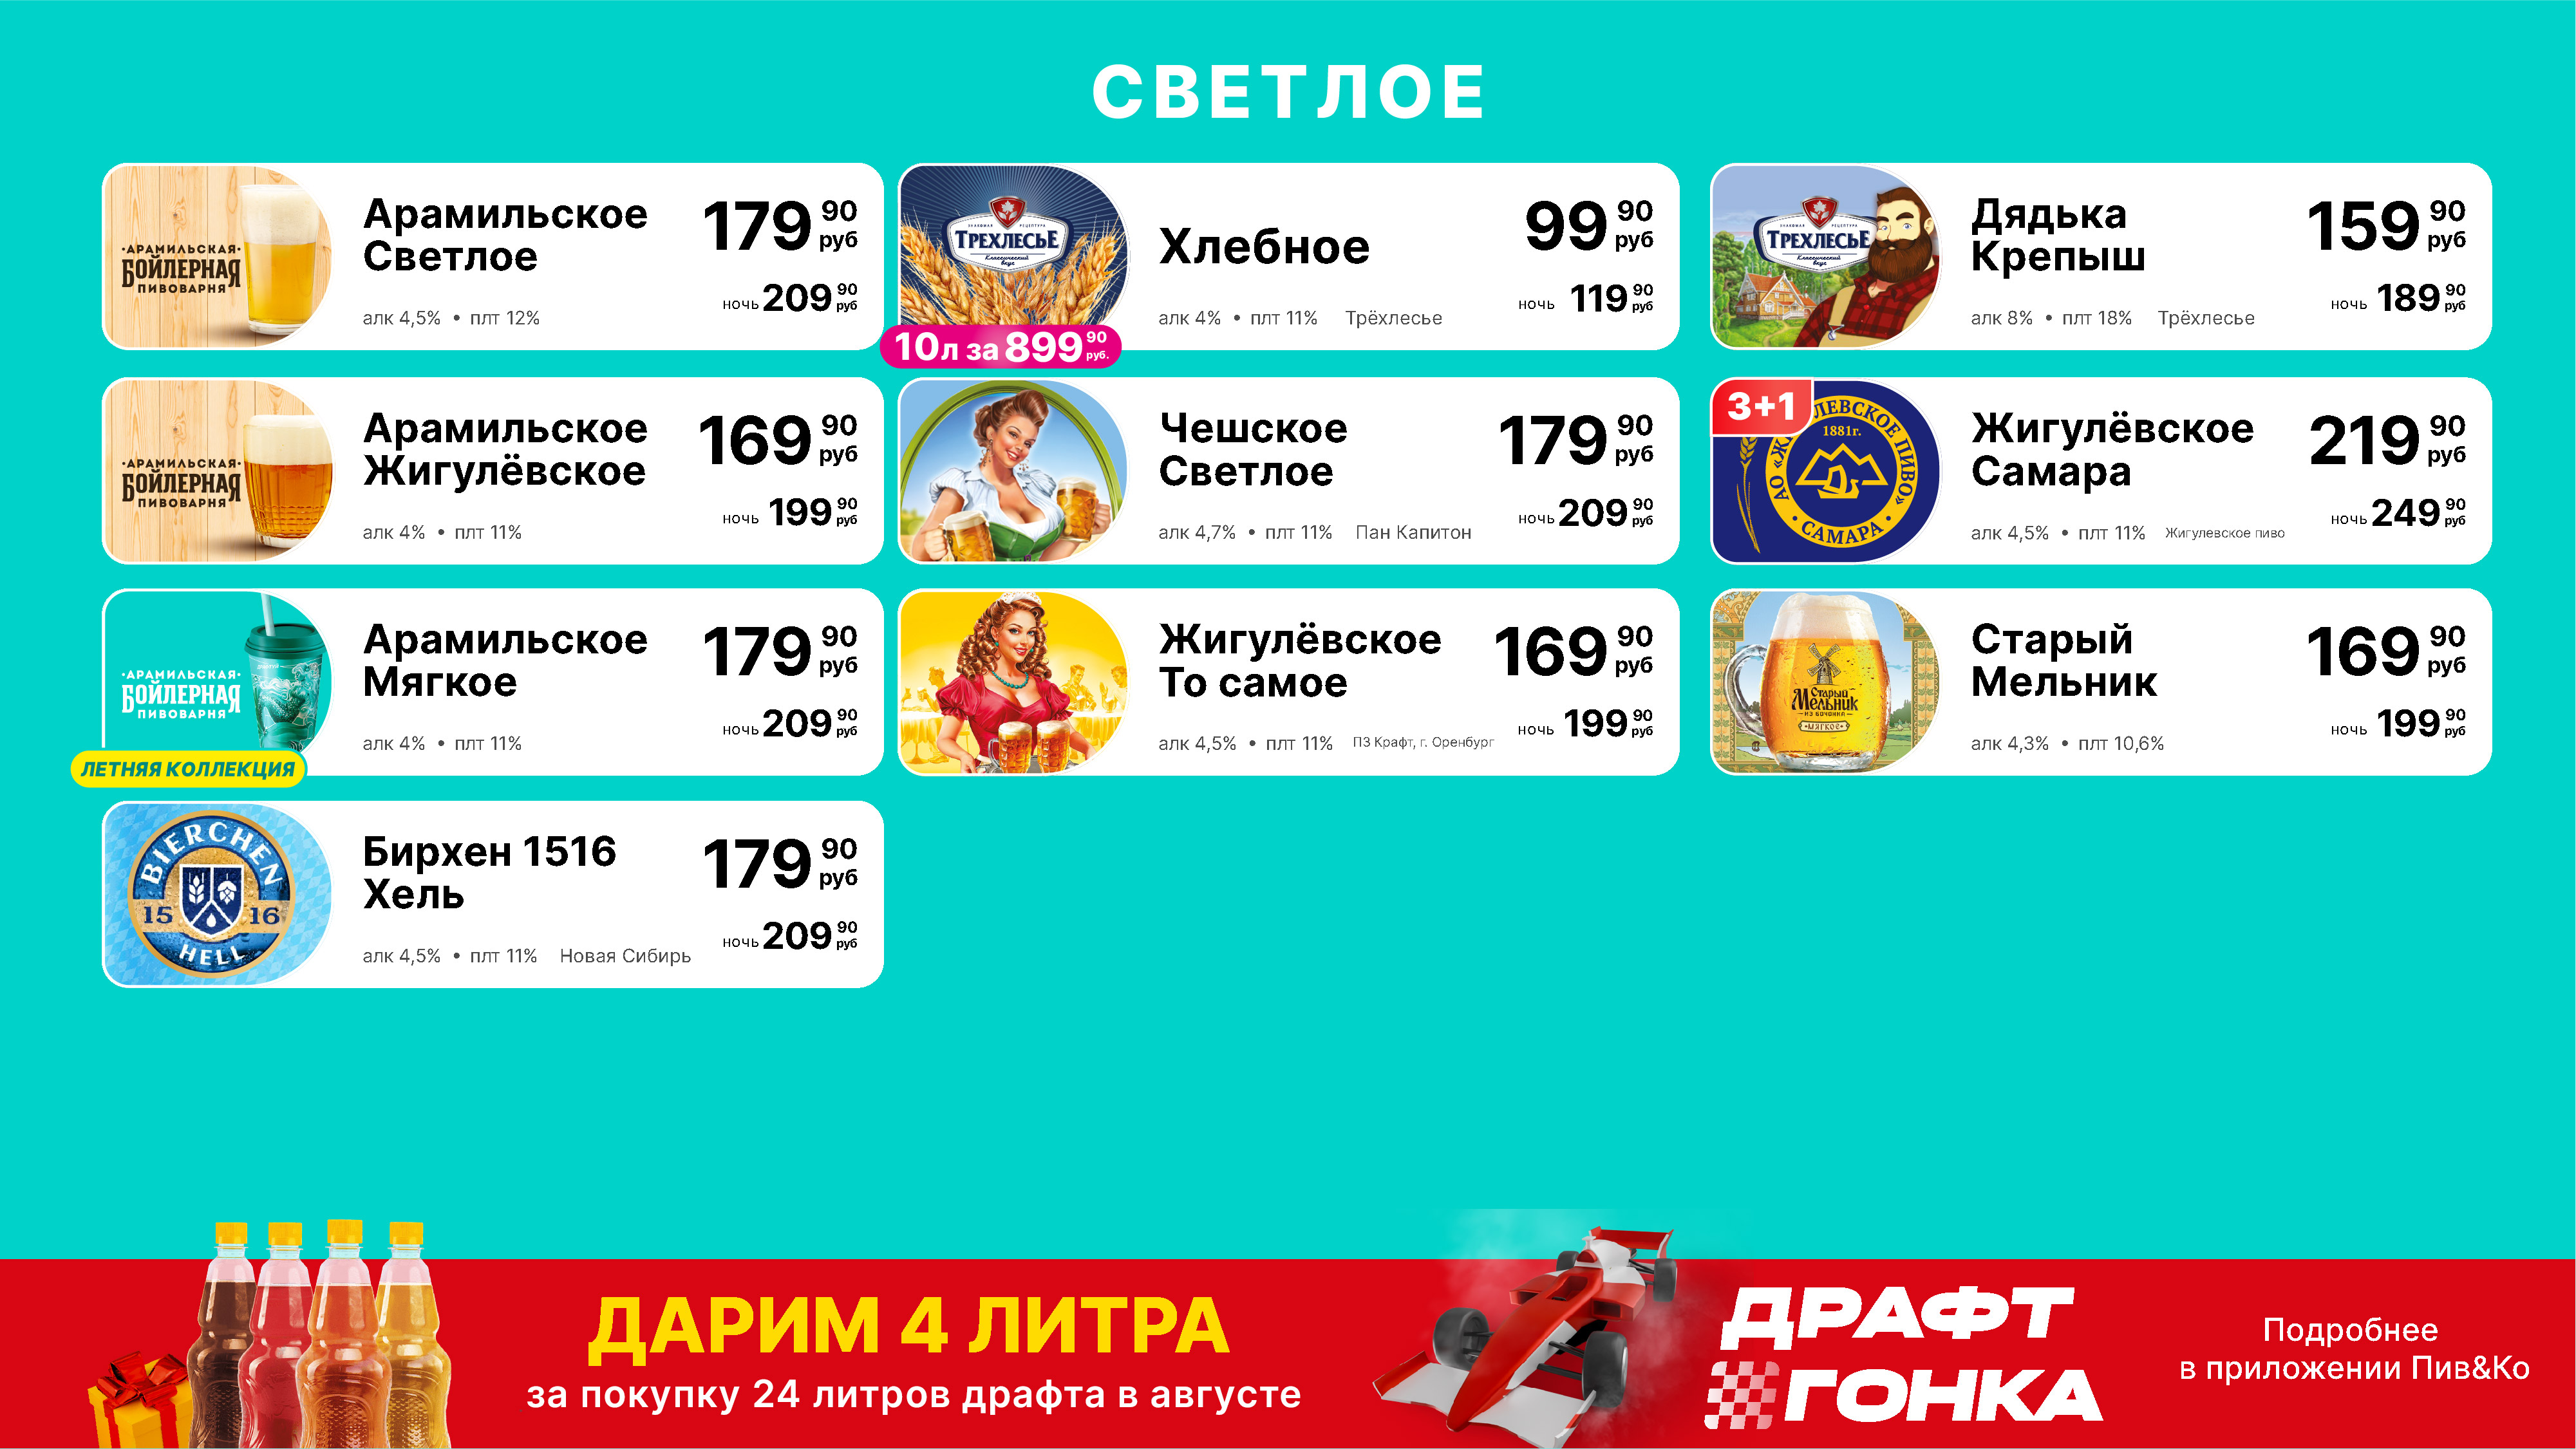 СВЕТЛОЕ
·АРАМИЛЬСКАЯ·
БОЙЛЕРНАЯ
ПИВОВАРНЯ
Арамильское
Светлое
179 90 руб
ночь 209 90 руб
алк 4,5% • плт 12%
ТРЕХЛЕСЬЕ
Классический
вкус
Хлебное
99 90 руб
ночь 119 90 руб
алк 4% • плт 11% Трёхлесье
10л за 899 90 руб.
ТРЕХЛЕСЬЕ
Классический
вкус
Дядька
Крепыш
159 90 руб
ночь 189 90 руб
алк 8% • плт 18% Трёхлесье
·АРАМИЛЬСКАЯ·
БОЙЛЕРНАЯ
ПИВОВАРНЯ
Арамильское
Жигулёвское
169 90 руб
ночь 199 90 руб
алк 4% • плт 11%
Чешское
Светлое
179 90 руб
ночь 209 90 руб
алк 4,7% • плт 11% Пан Капитон
3+1
АО «Ж ЛЕВСКОЕ ПИВО»
1881г.
· САМАРА ·
Жигулёвское
Самара
219 90 руб
ночь 249 90 руб
алк 4,5% • плт 11% Жигулевское пиво
·АРАМИЛЬСКАЯ·
БОЙЛЕРНАЯ
ПИВОВАРНЯ
ЛЕТНЯЯ КОЛЛЕКЦИЯ
Арамильское
Мягкое
179 90 руб
ночь 209 90 руб
алк 4% • плт 11%
Жигулёвское
То самое
169 90 руб
ночь 199 90 руб
алк 4,5% • плт 11% ПЗ Крафт, г. Оренбург
Старый
Мельник
ИЗ БОЧОНКА
МЯГКОЕ
Старый
Мельник
169 90 руб
ночь 199 90 руб
алк 4,3% • плт 10,6%
BIERCHEN
15 16
HELL
Бирхен 1516
Хель
179 90 руб
ночь 209 90 руб
алк 4,5% • плт 11% Новая Сибирь
ДАРИМ 4 ЛИТРА
за покупку 24 литров драфта в августе
ДРАФТ
ГОНКА
Подробнее
в приложении Пив&Ко